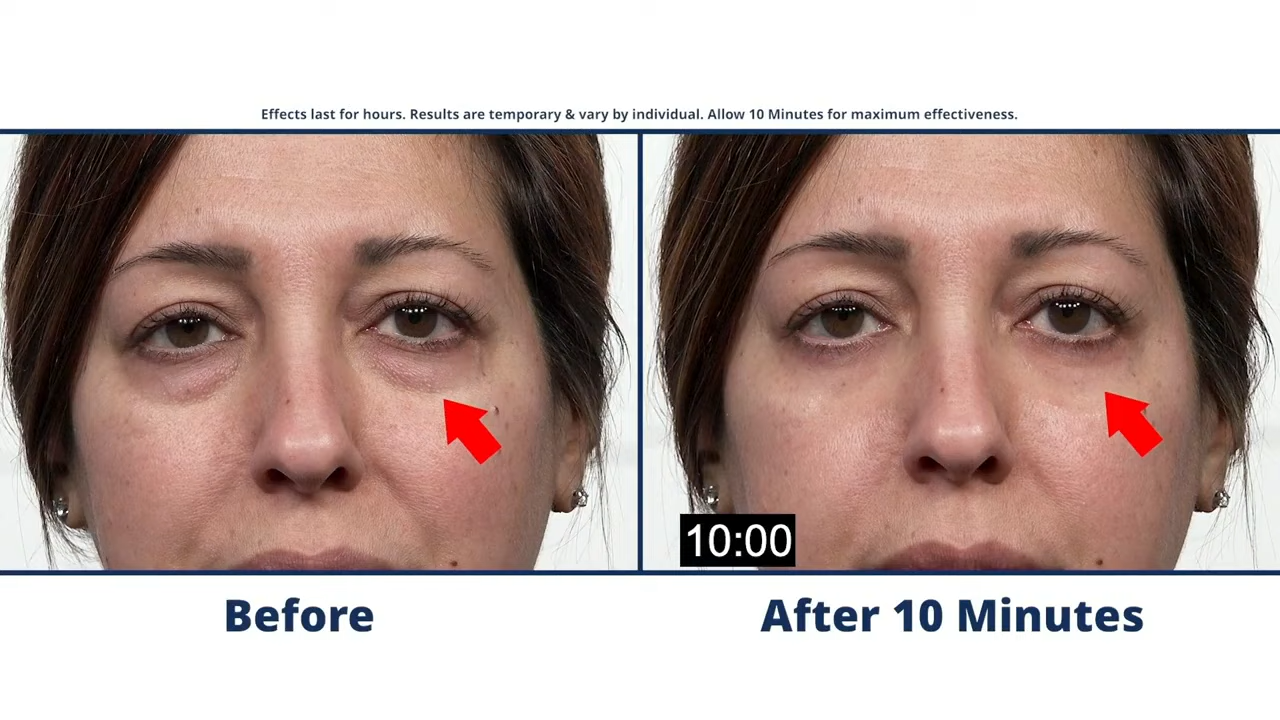 Effects last for hours. Results are temporary & vary by individual. Allow 10 Minutes for maximum effectiveness.
10:00
Before
After 10 Minutes